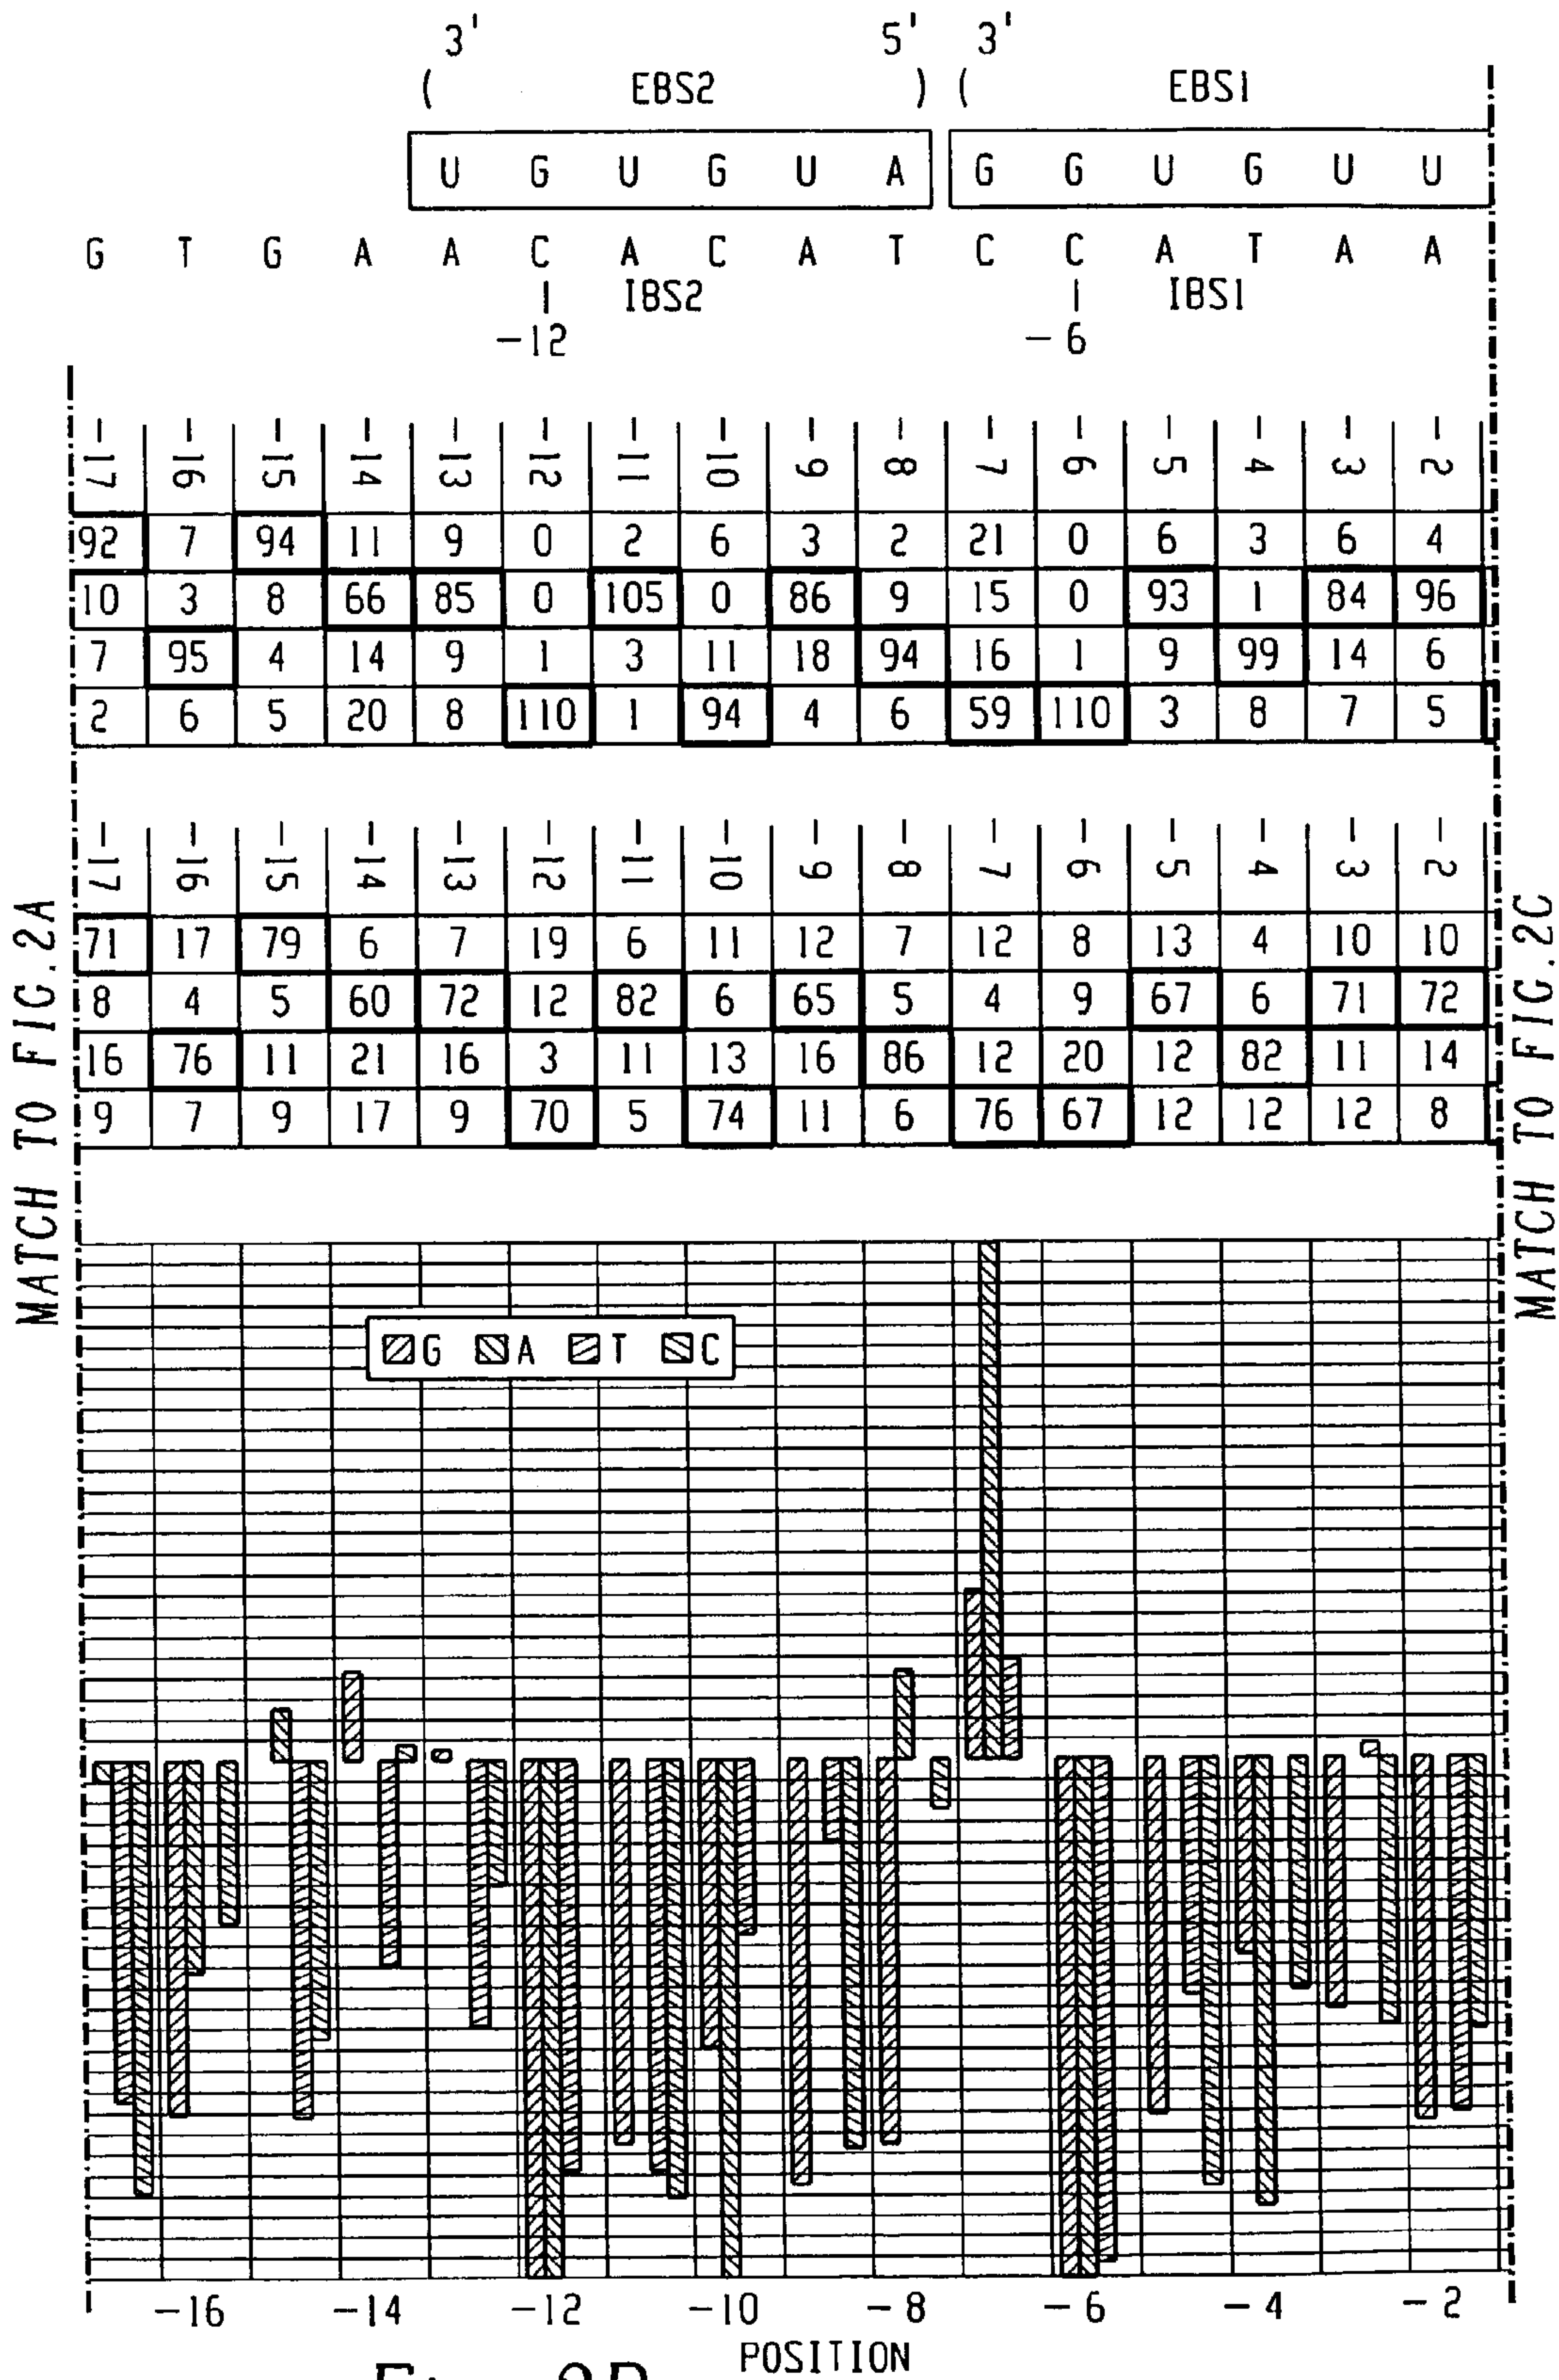 3' 5' 3'
( EBS2 ) ( EBS1
U G U G U A G G U G U U
G T G A A C A C A T C C A T A A
IBS2 IBS1
-12 -6
-17 -16 -15 -14 -13 -12 -11 -10 -9 -8 -7 -6 -5 -4 -3 -2
92 7 94 11 9 0 2 6 3 2 21 0 6 3 6 4
10 3 8 66 85 0 105 0 86 9 15 0 93 1 84 96
7 95 4 14 9 1 3 11 18 94 16 1 9 99 14 6
2 6 5 20 8 110 1 94 4 6 59 110 3 8 7 5
-17 -16 -15 -14 -13 -12 -11 -10 -9 -8 -7 -6 -5 -4 -3 -2
71 17 79 6 7 19 6 11 12 7 12 8 13 4 10 10
8 4 5 60 72 12 82 6 65 5 4 9 67 6 71 72
16 76 11 21 16 3 11 13 16 86 12 20 12 82 11 14
9 7 9 17 9 70 5 74 11 6 76 67 12 12 12 8
MATCH TO FIG.2A
MATCH TO FIG.2C
G A T C
-16 -14 -12 -10 -8 -6 -4 -2
POSITION